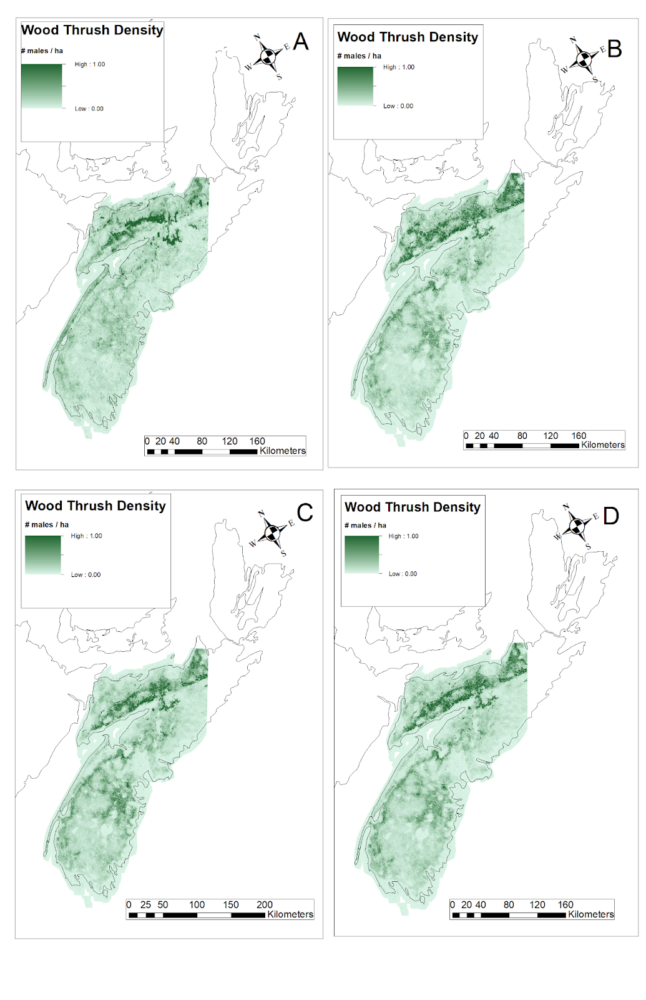 Wood Thrush Density
# males / ha
High : 1.00
Low : 0.00
N
E
W
S
A
0 20 40 80 120 160
Kilometers
Wood Thrush Density
# males / ha
High : 1.00
Low : 0.00
N
E
W
S
B
0 20 40 80 120 160
Kilometers
Wood Thrush Density
# males / ha
High : 1.00
Low : 0.00
N
E
W
S
C
0 25 50 100 150 200
Kilometers
Wood Thrush Density
# males / ha
High : 1.00
Low : 0.00
N
E
W
S
D
0 20 40 80 120 160
Kilometers